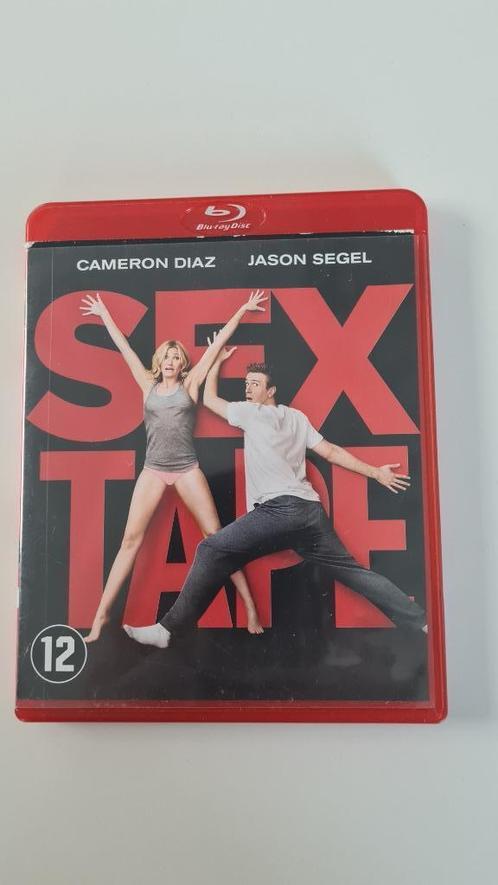 Blu-ray Disc
CAMERON DIAZ JASON SEGEL
SEX
TAPE
12